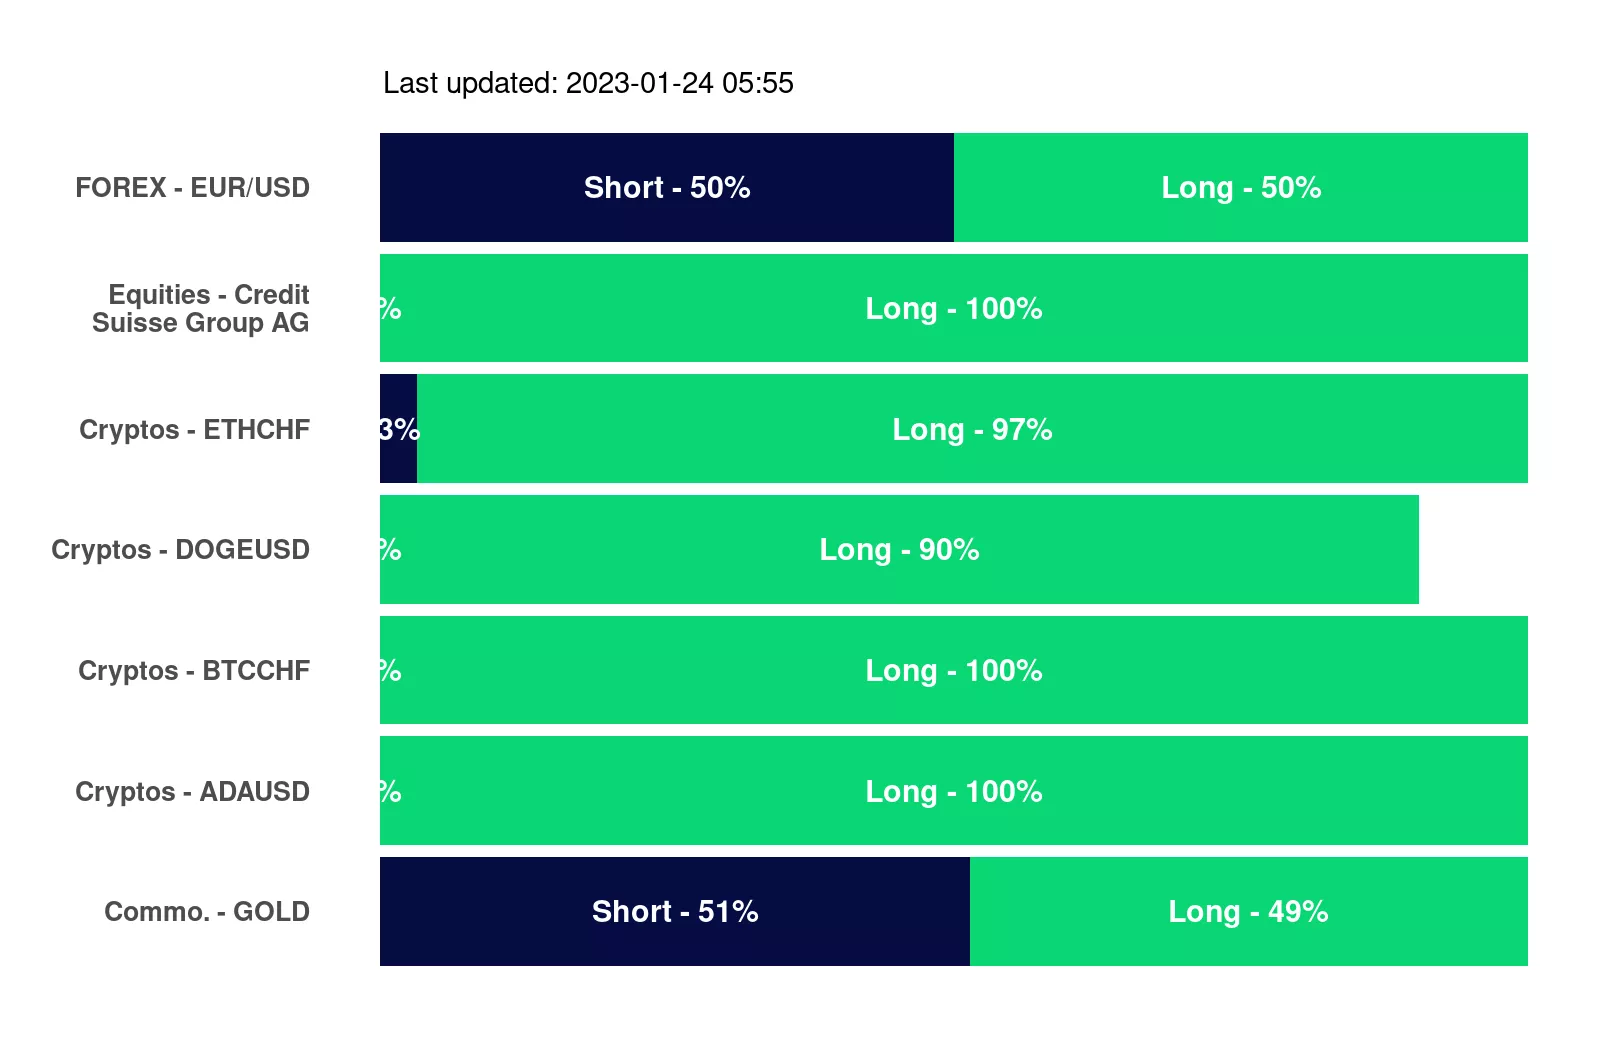 Last updated: 2023-01-24 05:55
FOREX - EUR/USD
Short - 50%
Long - 50%
Equities - Credit
Suisse Group AG
%
Long - 100%
Cryptos - ETHCHF
3%
Long - 97%
Cryptos - DOGEUSD
%
Long - 90%
Cryptos - BTCCHF
%
Long - 100%
Cryptos - ADAUSD
%
Long - 100%
Commo. - GOLD
Short - 51%
Long - 49%